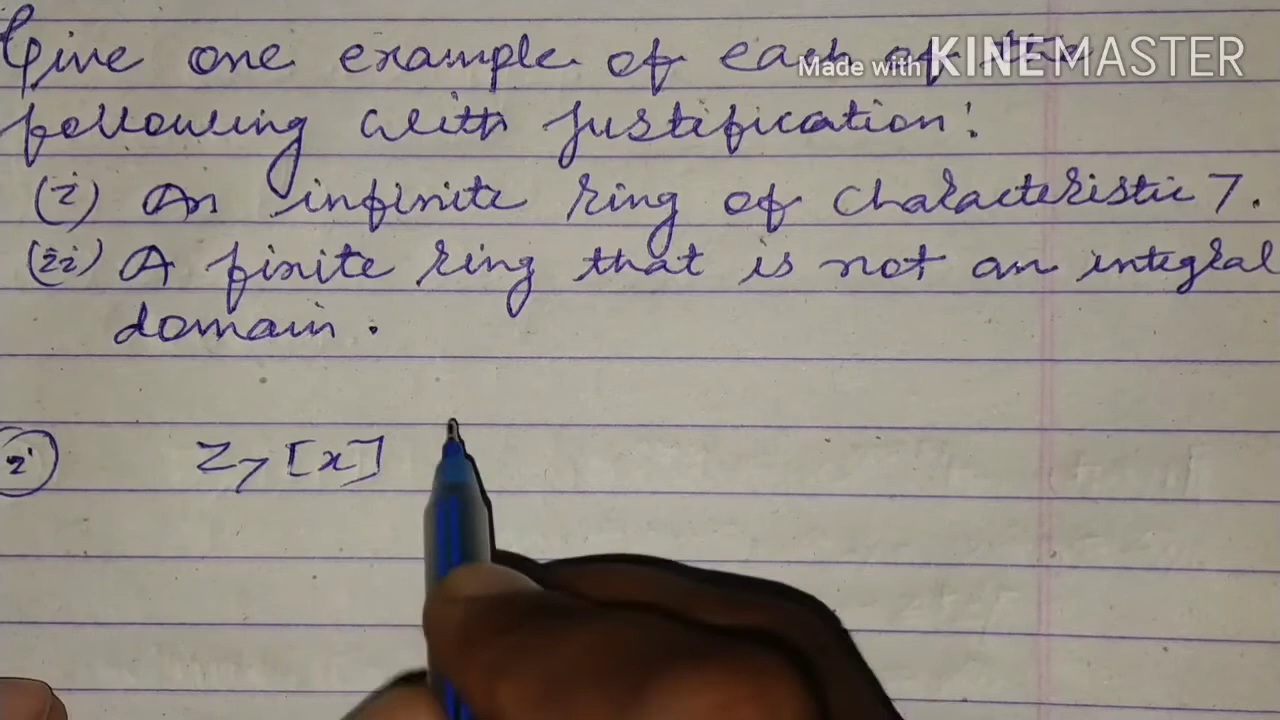 Give one example of each of the
Made with KINEMASTER
following with justification:
(i) An infinite ring of characteristic 7.
(ii) A finite ring that is not an integral
domain.
(i) Z7 [x]